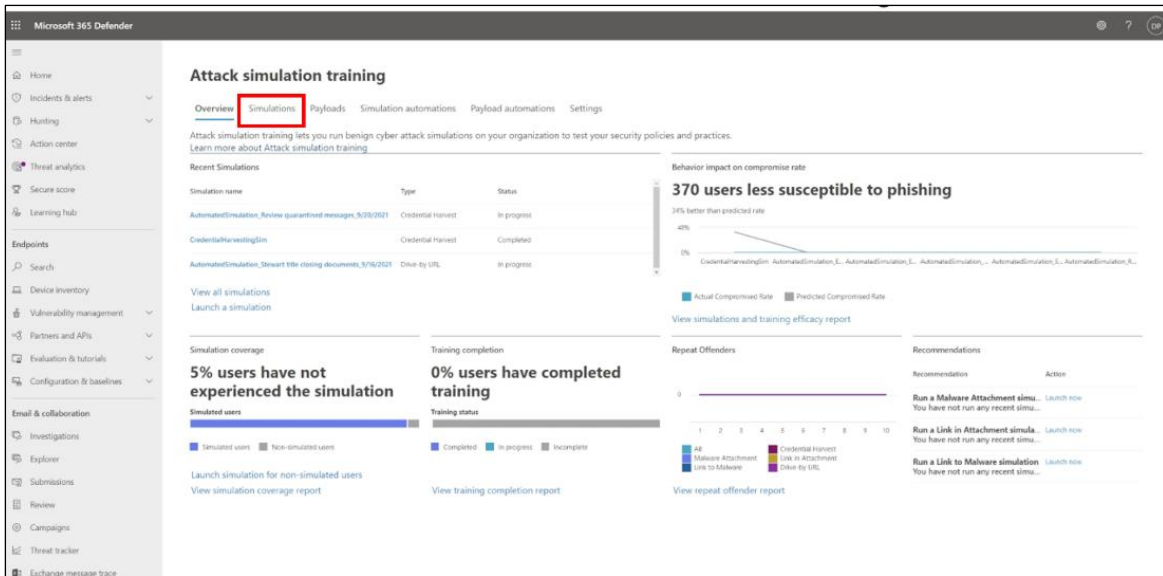 Microsoft 365 Defender
?
DP
Home
Incidents & alerts
Hunting
Action center
Threat analytics
Secure score
Learning hub
Endpoints
Search
Device inventory
Vulnerability management
Partners and APIs
Evaluation & tutorials
Configuration & baselines
Email & collaboration
Investigations
Explorer
Submissions
Review
Campaigns
Threat tracker
Exchange message trace
Attack simulation training
Overview Simulations Payloads Simulation automations Payload automations Settings
Attack simulation training lets you run benign cyber attack simulations on your organization to test your security policies and practices.
Learn more about Attack simulation training
Recent Simulations
Simulation name Type Status
AutomatedSimulation_Review quarantined messages_9/20/2021 Credential Harvest In progress
CredentialHarvestingSim Credential Harvest Completed
AutomatedSimulation_Stewart title closing documents_9/16/2021 Drive-by URL In progress
View all simulations
Launch a simulation
Behavior impact on compromise rate
370 users less susceptible to phishing
34% better than predicted rate
40%
0%
CredentialHarvestingSim AutomatedSimulation_E... AutomatedSimulation_E... AutomatedSimulation_... AutomatedSimulation_S... AutomatedSimulation_R...
Actual Compromised Rate Predicted Compromised Rate
View simulations and training efficacy report
Simulation coverage
5% users have not
experienced the simulation
Simulated users
Simulated users Non-simulated users
Launch simulation for non-simulated users
View simulation coverage report
Training completion
0% users have completed
training
Training status
Completed In progress Incomplete
View training completion report
Repeat Offenders
0
1 2 3 4 5 6 7 8 9 10
All Credential Harvest
Malware Attachment Link in Attachment
Link to Malware Drive-by URL
View repeat offender report
Recommendations
Recommendation Action
Run a Malware Attachment simu... Launch now
You have not run any recent simu...
Run a Link in Attachment simula... Launch now
You have not run any recent simu...
Run a Link to Malware simulation Launch now
You have not run any recent simu...